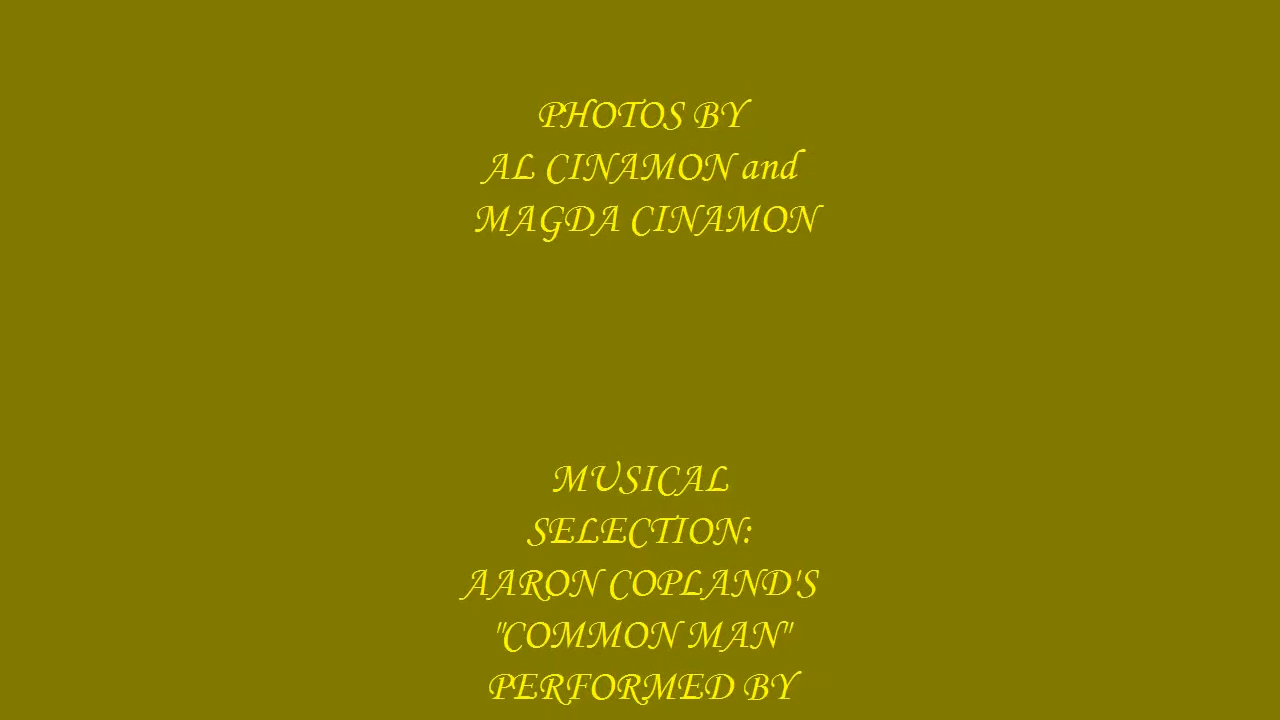 PHOTOS BY
AL CINAMON and
MAGDA CINAMON
MUSICAL
SELECTION:
AARON COPLAND'S
"COMMON MAN"
PERFORMED BY